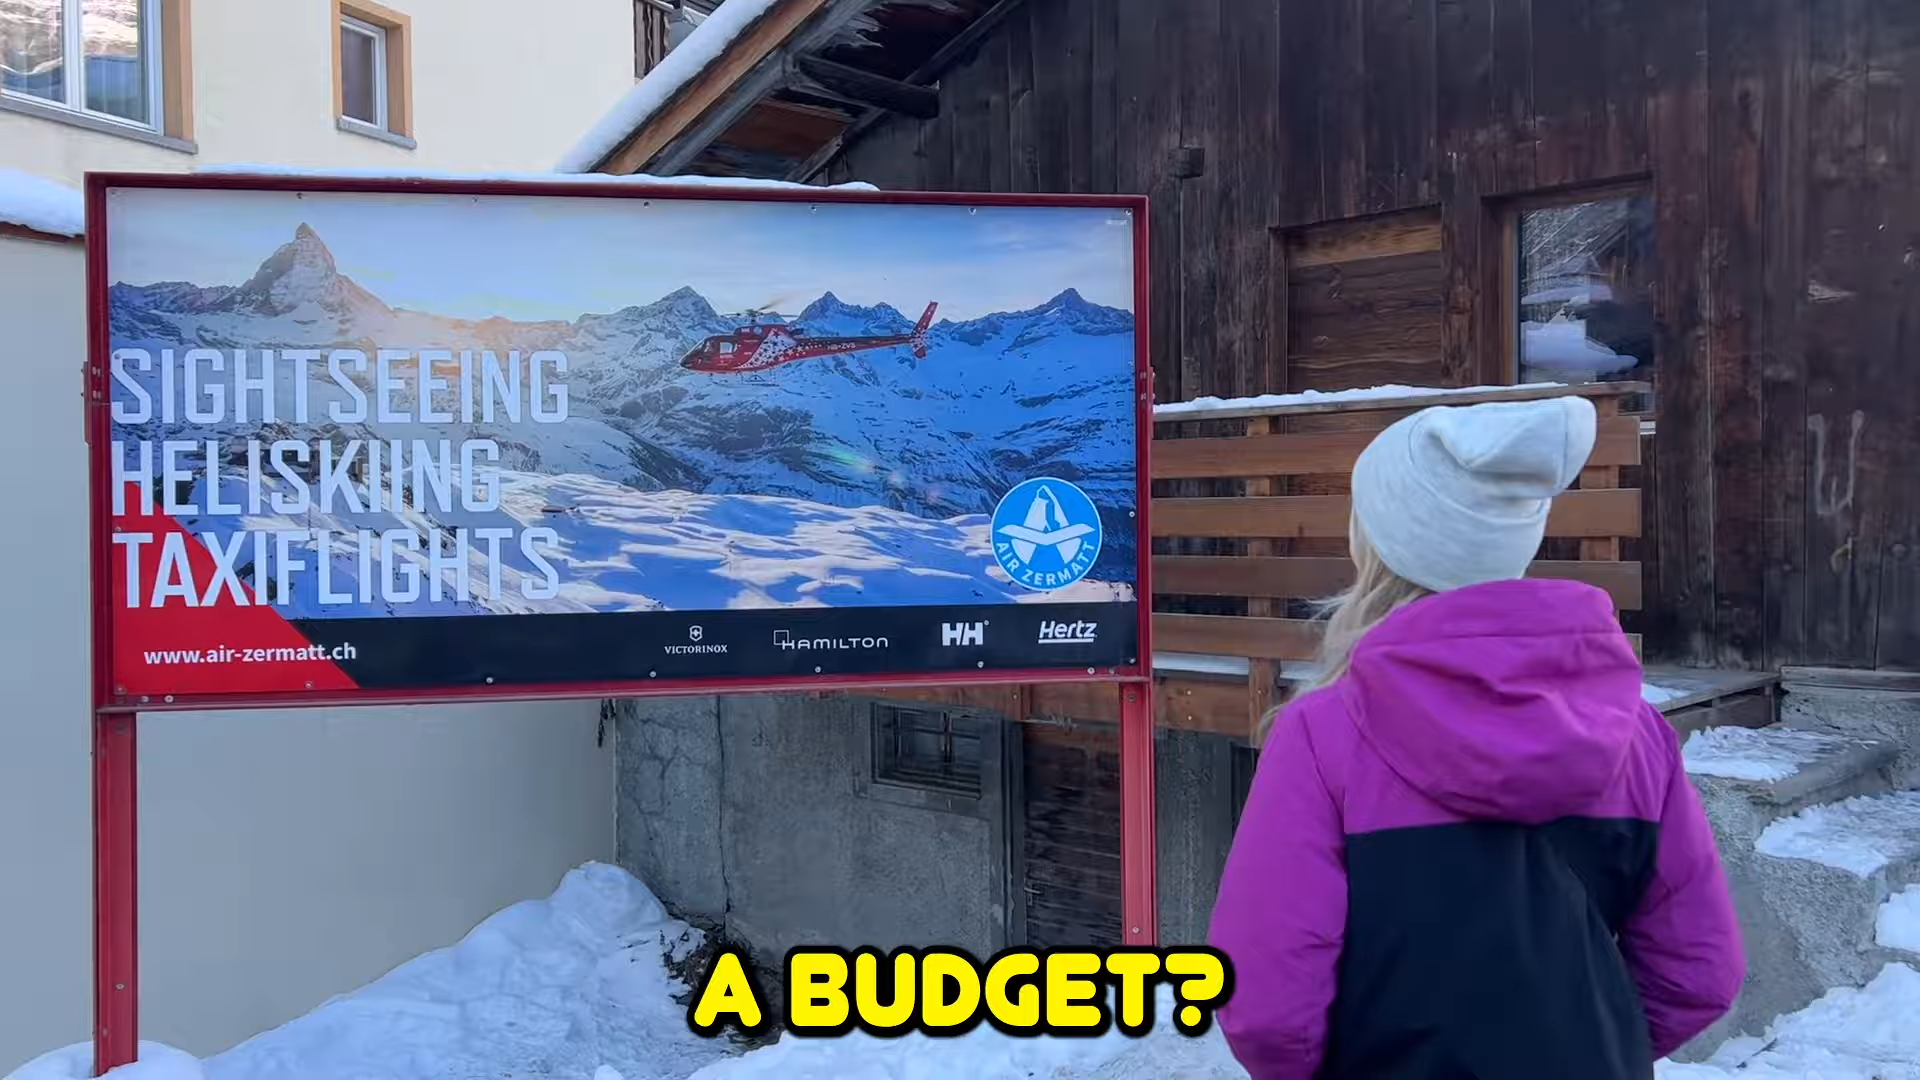 SIGHTSEEING
HELISKIING
TAXIFLIGHTS
AIR ZERMATT
www.air-zermatt.ch
VICTORINOX
HAMILTON
HH
Hertz
A BUDGET?